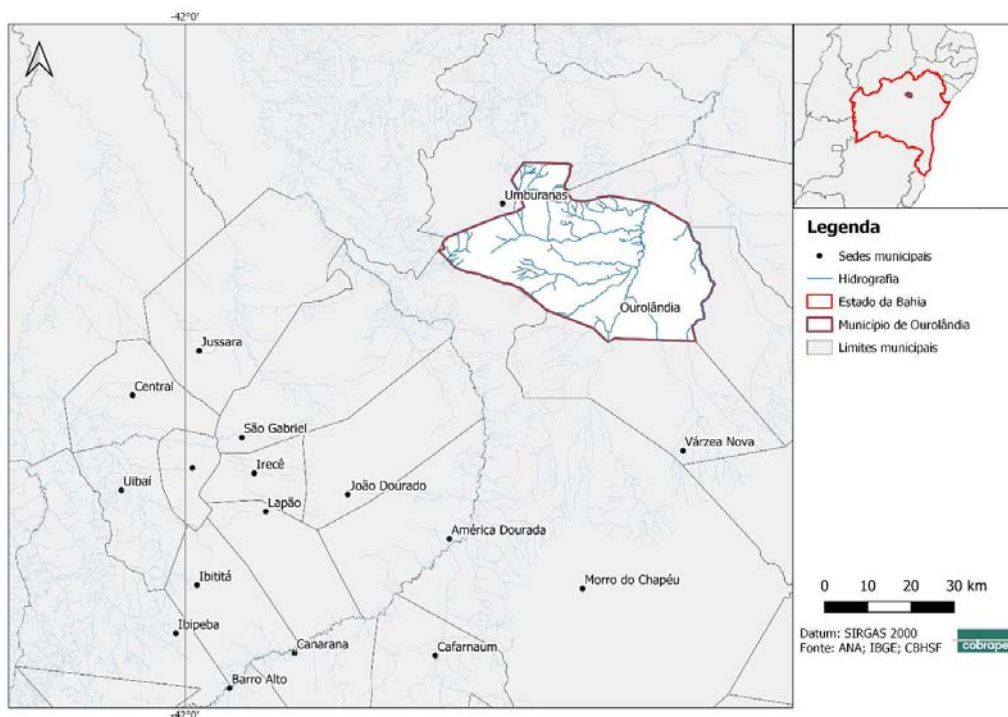 -42°0'
Umburanas
Ourolândia
Jussara
Central
São Gabriel
Irecê
Uibaí
João Dourado
Lapão
Várzea Nova
América Dourada
Ibititá
Morro do Chapéu
Ibipeba
Canarana
Cafarnaum
Barro Alto
-42°0'
Legenda
Sedes municipais
Hidrografia
Estado da Bahia
Município de Ourolândia
Limites municipais
0 10 20 30 km
Datum: SIRGAS 2000
Fonte: ANA; IBGE; CBHSF
cobrape